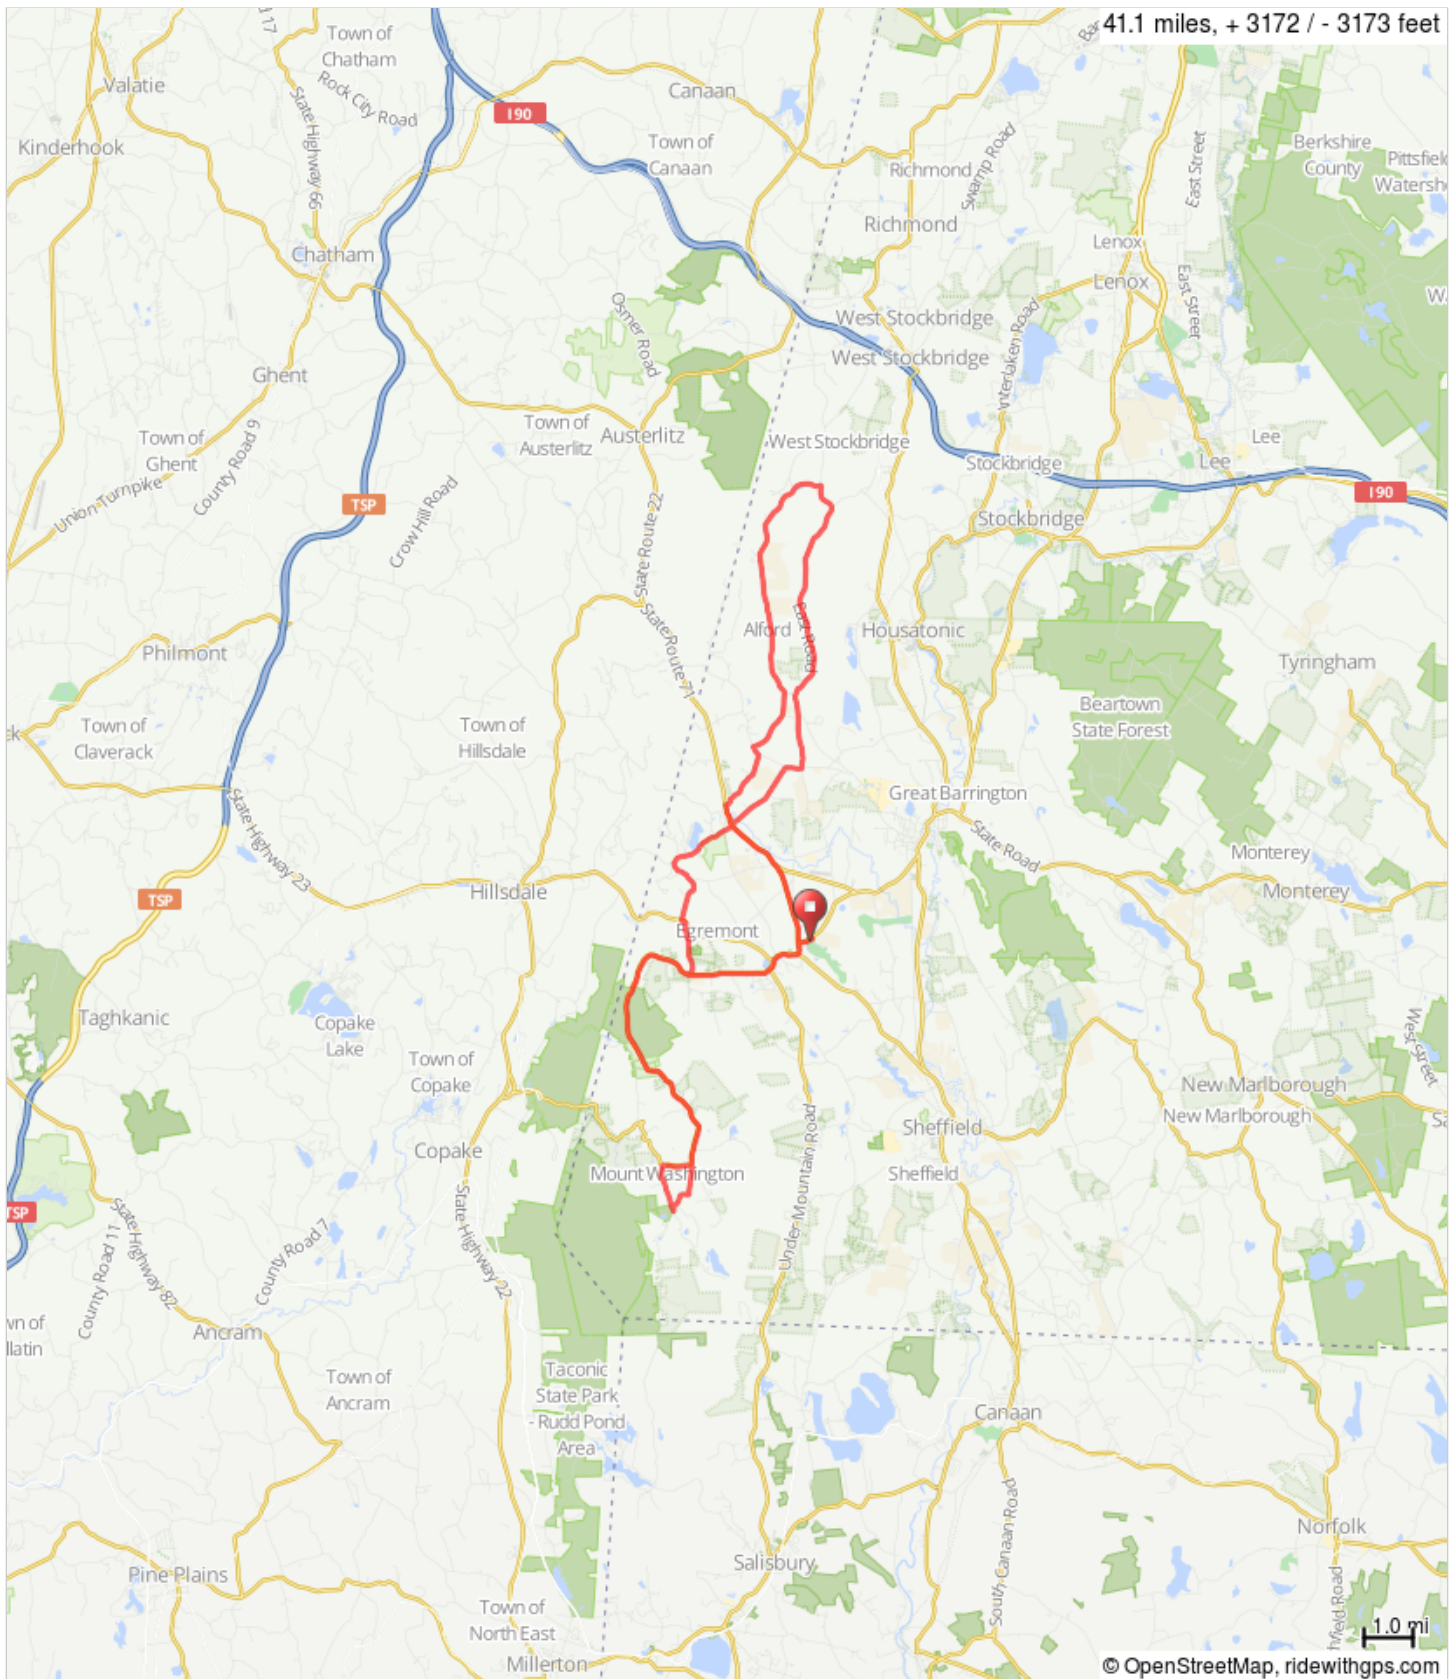 41.1 miles, + 3172 / - 3173 feet
Town of
Chatham
Valatie
Rock City Road
Canaan
I90
State Highway 66
Kinderhook
Town of
Canaan
Richmond
Swamp Road
East Street
Berkshire
County
Richmond
Chatham
Lenox
Lenox
East Street
Osmer Road
West Stockbridge
Interlaken Road
West Stockbridge
Ghent
Town of
Ghent
County Road 9
Town of
Austerlitz
Austerlitz
West Stockbridge
Lee
Stockbridge
Lee
Union Turnpike
TSP
Crow Hill Road
I90
Stockbridge
State Route 22
East Road
Alford
Housatonic
State Route 71
Philmont
Tyringham
Town of
Claverack
Town of
Hillsdale
Beartown
State Forest
State Highway 23
Great Barrington
State Road
Monterey
Monterey
Hillsdale
TSP
Egremont
Taghkanic
Copake
Lake
West Street
Town of
Copake
New Marlborough
New Marlborough
Under Mountain Road
Sheffield
Copake
Mount Washington
Sheffield
TSP
County Road 11
State Highway 82
County Road 7
State Highway 22
Ancram
Town of
Ancram
Taconic
State Park
- Rudd Pond
Area
Canaan
South Canaan Road
Norfolk
Salisbury
Pine Plains
Town of
North East
Millerton
1.0 mi
© OpenStreetMap, ridewithgps.com